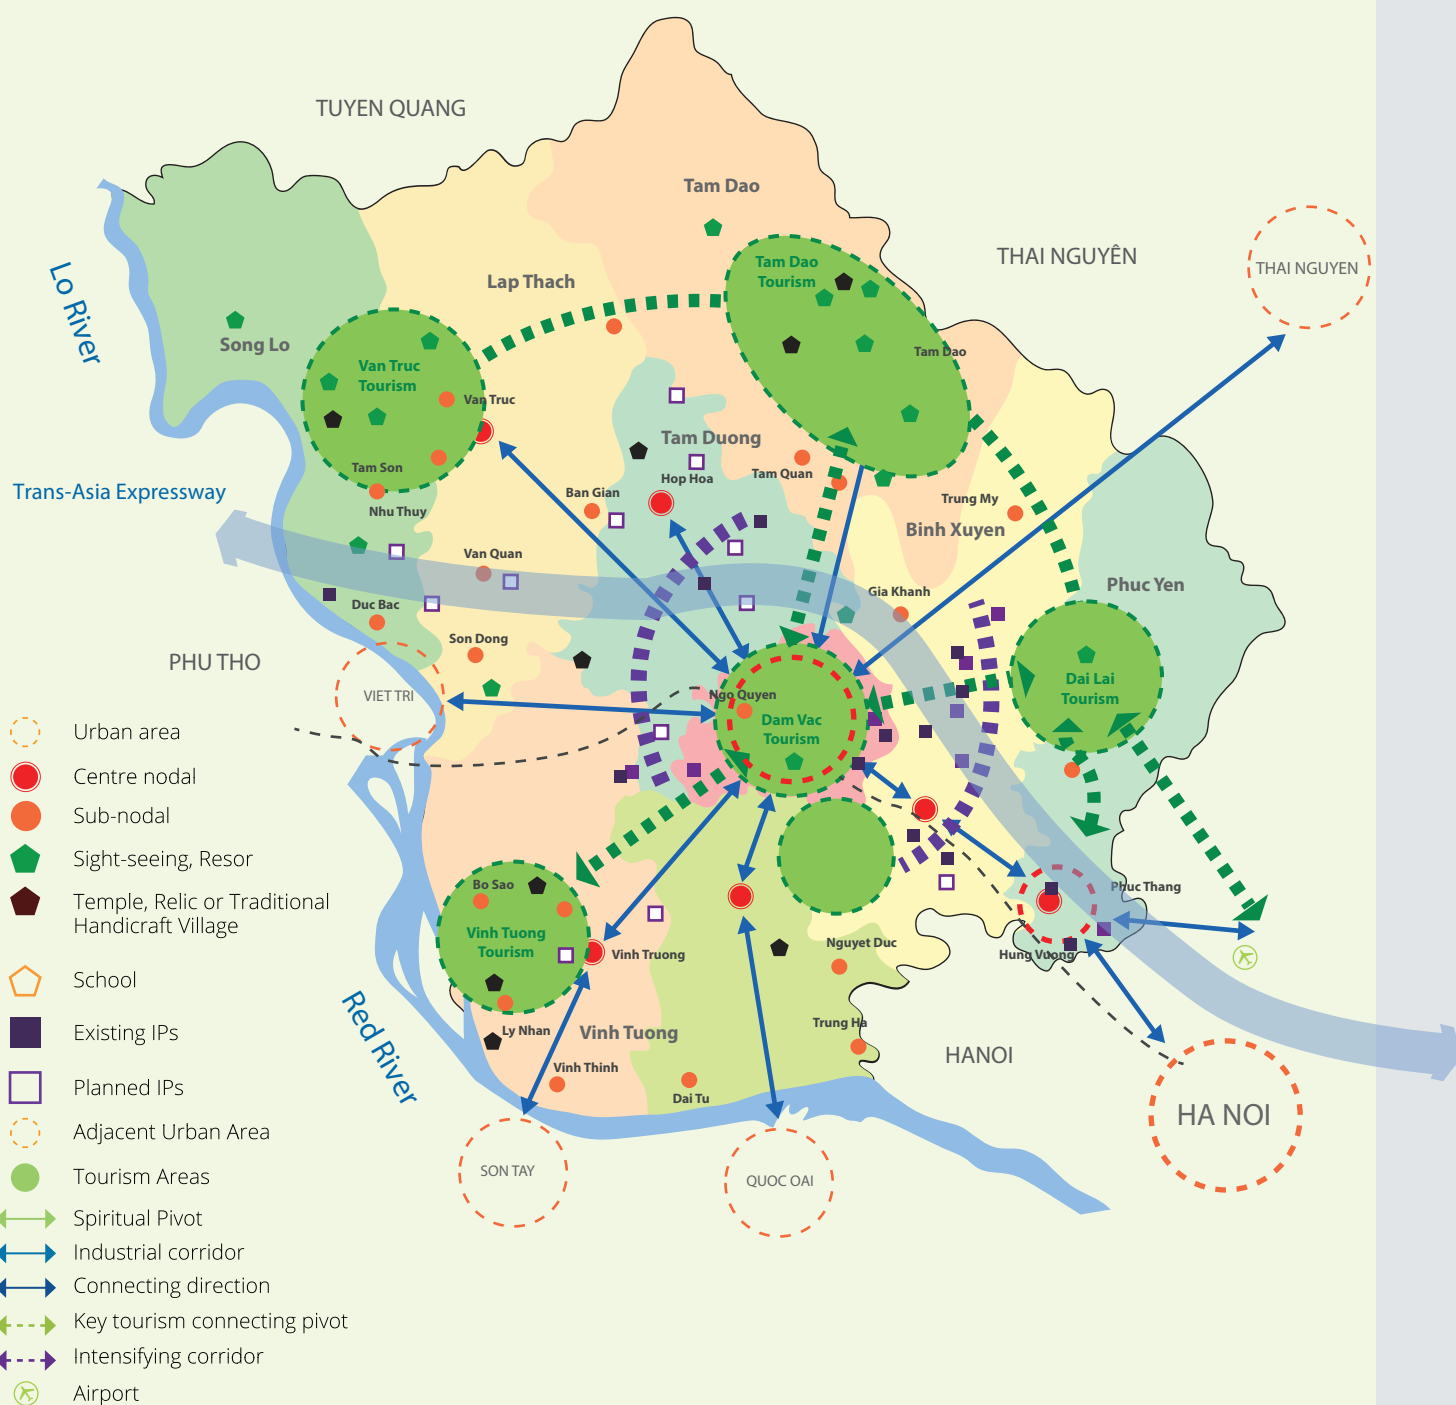 TUYEN QUANG
Tam Dao
THAI NGUYÊN
THAI NGUYEN
Lo River
Lap Thach
Tam Dao
Tourism
Song Lo
Tam Dao
Van Truc
Tourism
Van Truc
Tam Duong
Tam Son
Tam Quan
Hop Hoa
Trans-Asia Expressway
Ban Gian
Trung My
Nhu Thuy
Binh Xuyen
Van Quan
Phuc Yen
Gia Khanh
Duc Bac
Son Dong
PHU THO
VIET TRI
Ngo Quyen
Dai Lai
Tourism
Dam Vac
Tourism
Bo Sao
Phuc Thang
Vinh Tuong
Tourism
Vinh Truong
Nguyet Duc
Hung Vuong
Red River
Ly Nhan
Vinh Tuong
Trung Ha
HANOI
Vinh Thinh
Dai Tu
HA NOI
SON TAY
QUOC OAI
Urban area
Centre nodal
Sub-nodal
Sight-seeing, Resor
Temple, Relic or Traditional
Handicraft Village
School
Existing IPs
Planned IPs
Adjacent Urban Area
Tourism Areas
Spiritual Pivot
Industrial corridor
Connecting direction
Key tourism connecting pivot
Intensifying corridor
Airport